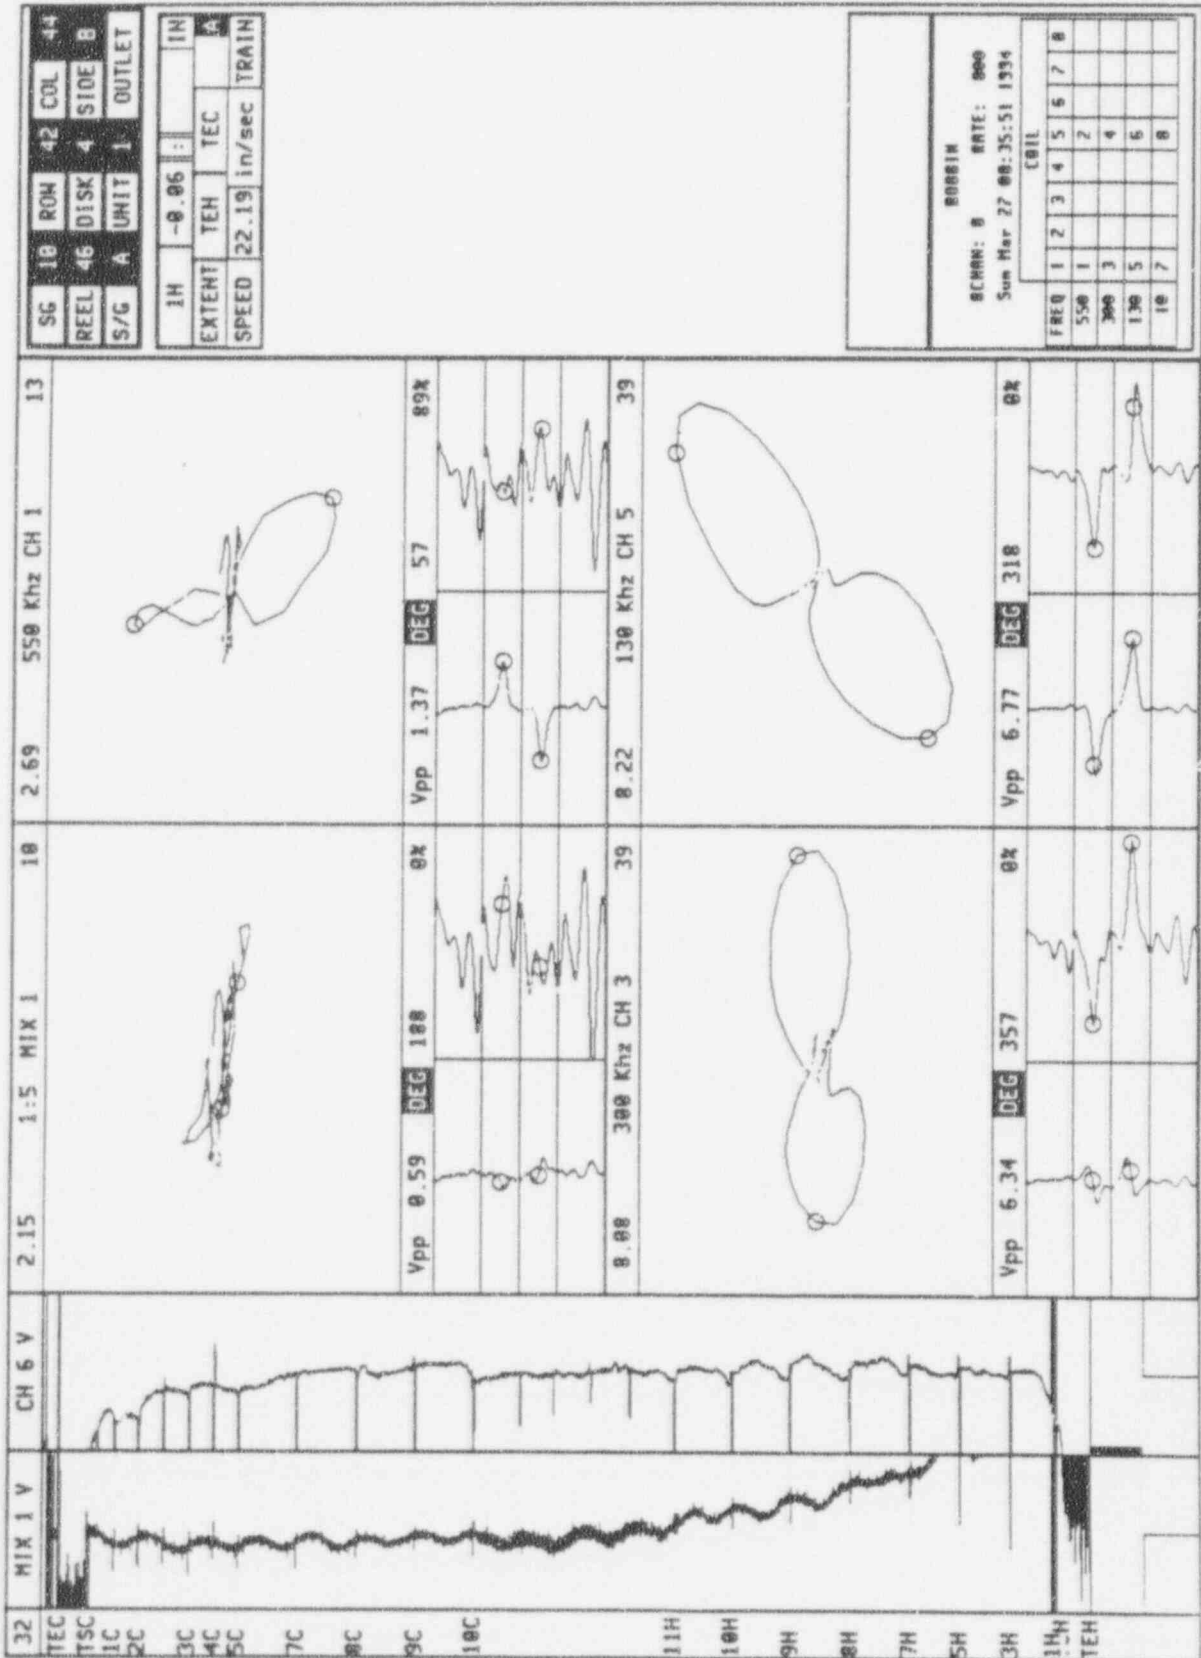 32 MIX 1 V CH 6 V
TEC
TSC
1C
2C
3C
4C
5C
7C
8C
9C
10C
11H
10H
9H
8H
7H
5H
3H
1H
TEH
2.15 1:5 MIX 1 10
Vpp 0.59 DEG 188 0%
2.69 550 Khz CH 1 13
Vpp 1.37 DEG 57 89%
8.08 300 Khz CH 3 39
Vpp 6.34 DEG 357 0%
8.22 130 Khz CH 5 39
Vpp 6.77 DEG 318 0%
SG 10 ROW 42 COL 44
REEL 46 DISK 4 SIDE B
S/G A UNIT 1 OUTLET
1H -0.06 : IN
EXTENT TEH TEC A
SPEED 22.19 in/sec TRAIN
BOBBIN
RATE: 800
Sun Mar 27 08:35:51 1994
COIL
FREQ 1 2 3 4 5 6 7 8
550 1 2
300 3 4
130 5 6
10 7 8